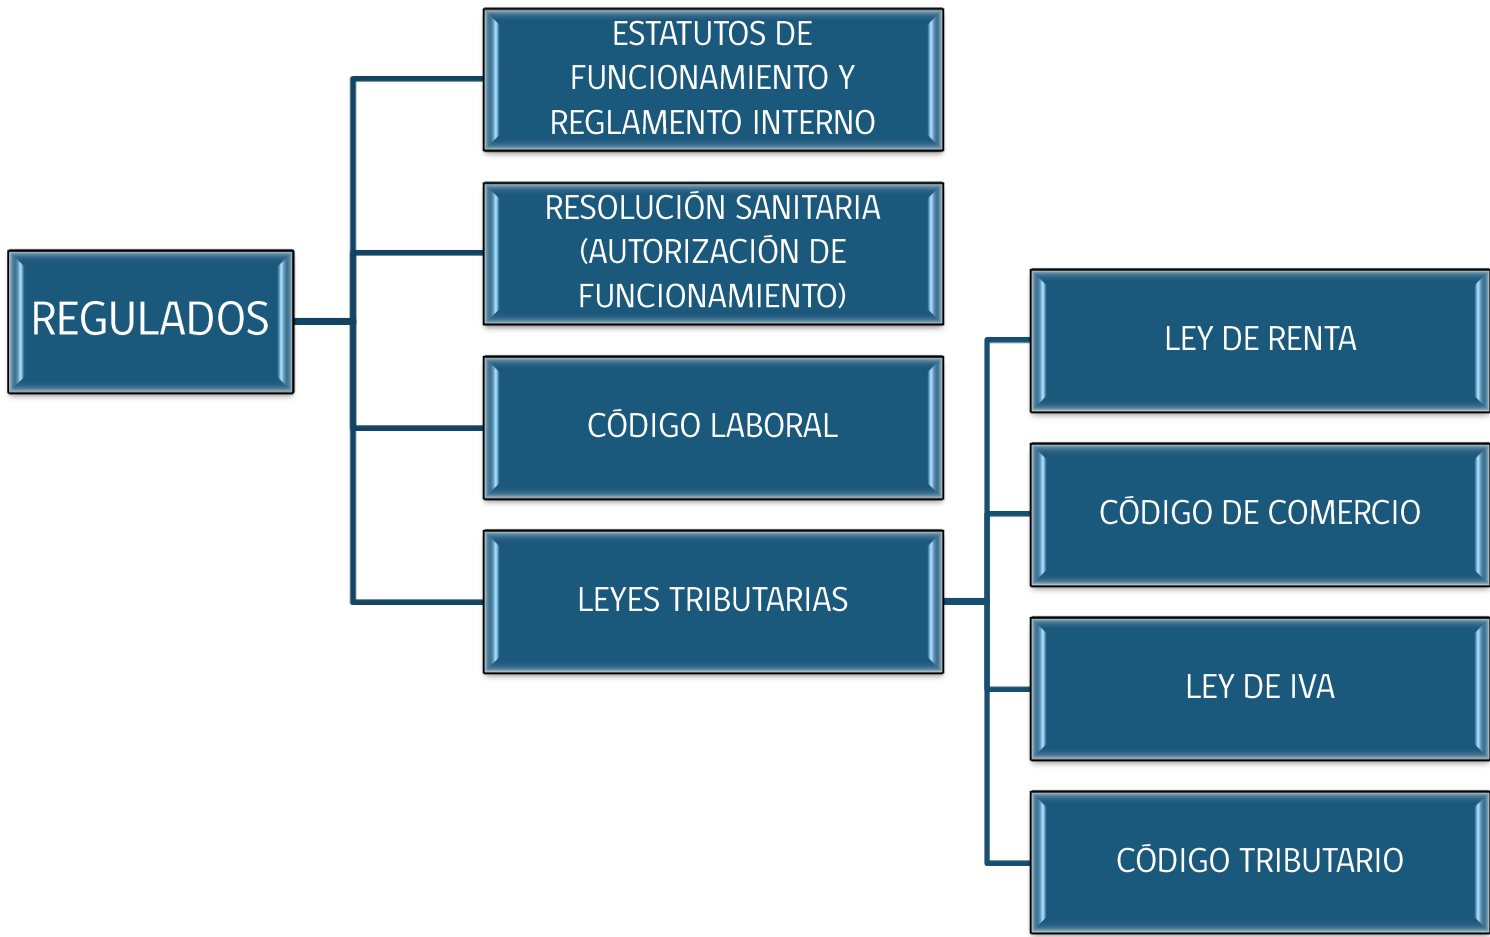 REGULADOS
ESTATUTOS DE
FUNCIONAMIENTO Y
REGLAMENTO INTERNO
RESOLUCIÓN SANITARIA
(AUTORIZACIÓN DE
FUNCIONAMIENTO)
CÓDIGO LABORAL
LEYES TRIBUTARIAS
LEY DE RENTA
CÓDIGO DE COMERCIO
LEY DE IVA
CÓDIGO TRIBUTARIO